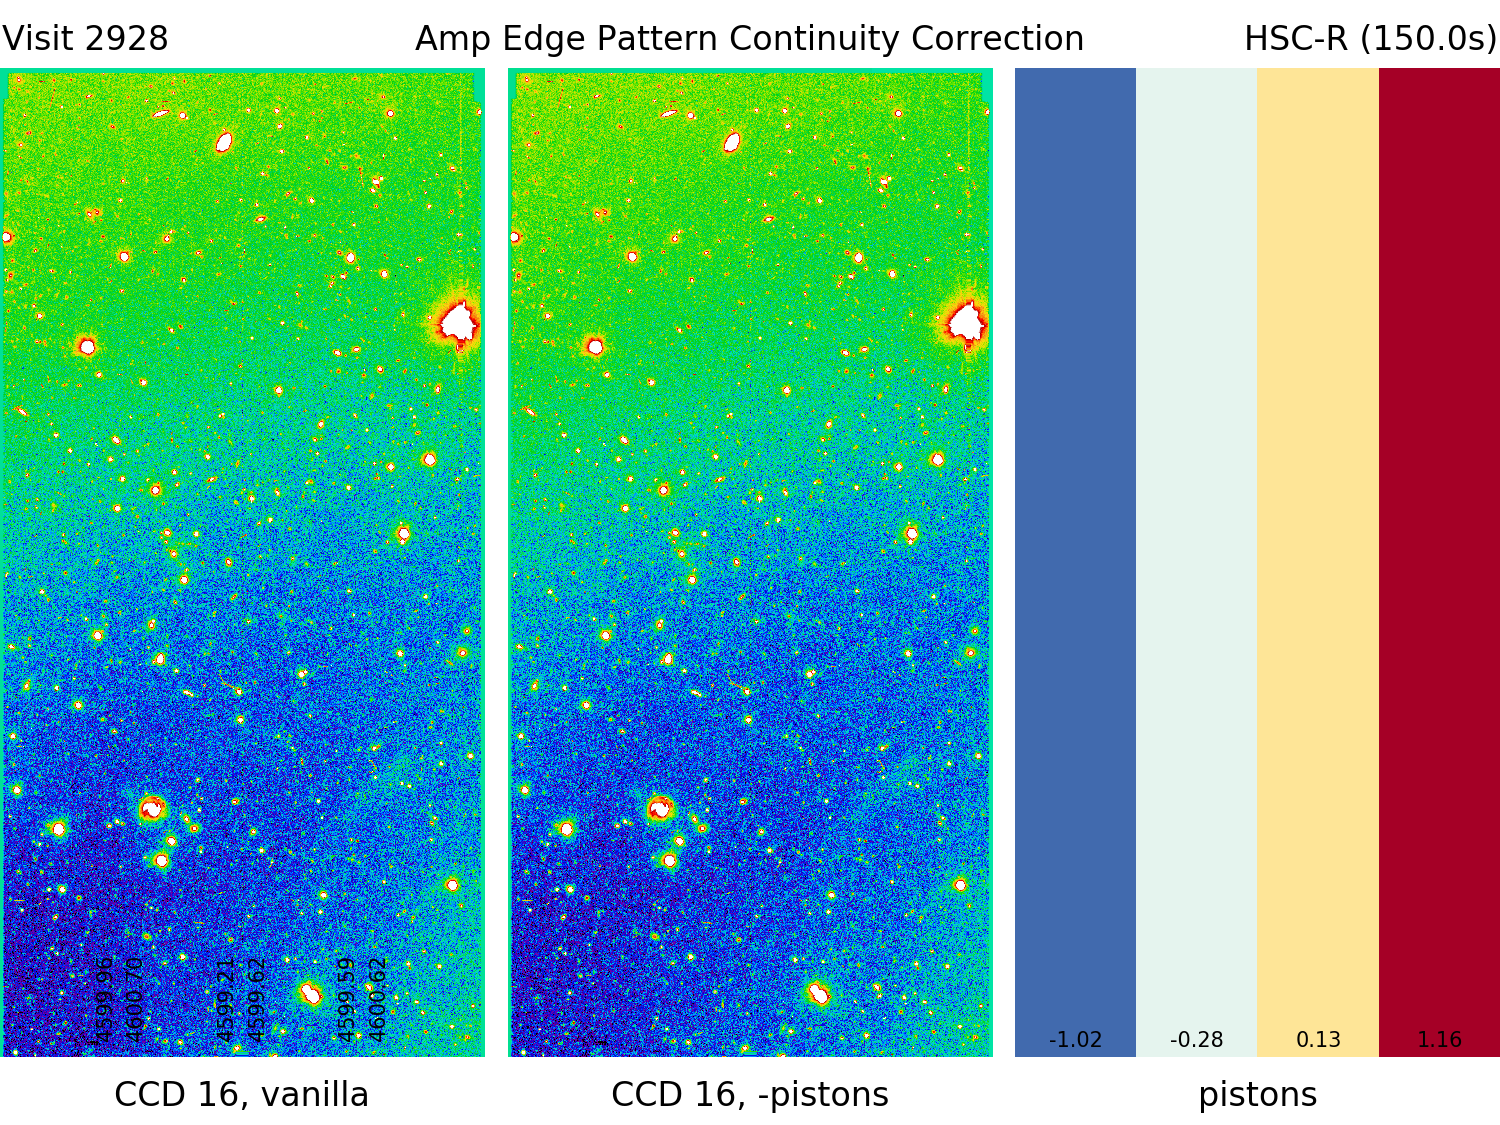 Visit 2928
Amp Edge Pattern Continuity Correction
HSC-R (150.0s)
4599.96
4600.70
4599.21
4599.62
4599.59
4600.62
-1.02
-0.28
0.13
1.16
CCD 16, vanilla
CCD 16, -pistons
pistons